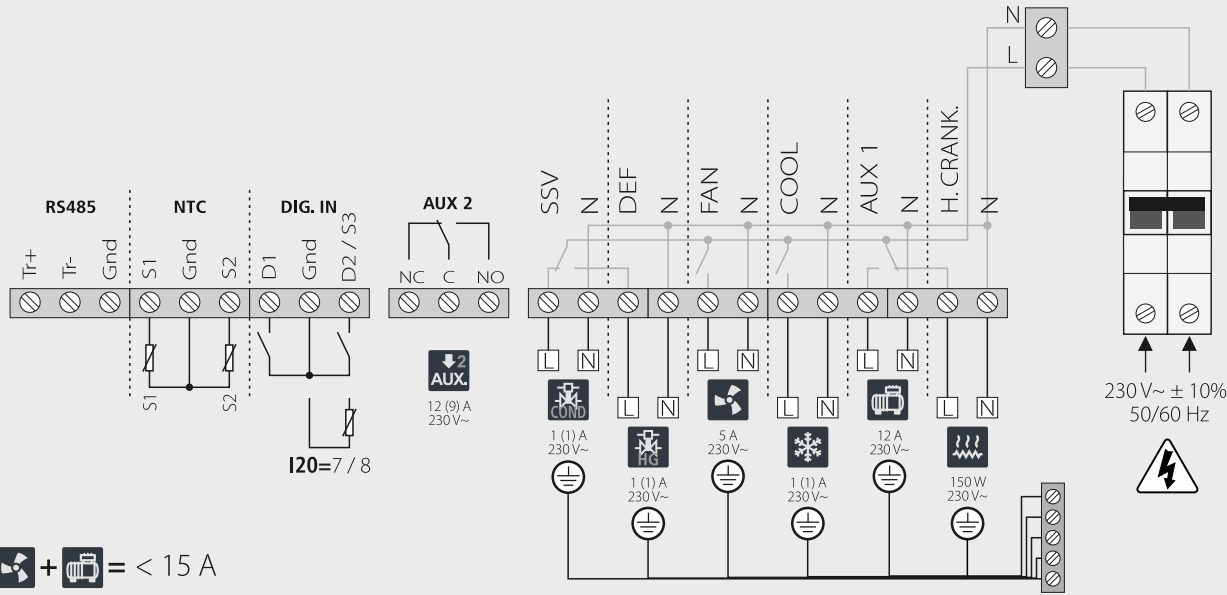 N
L
RS485
NTC
DIG. IN
AUX 2
SSV
N
DEF
N
FAN
N
COOL
N
AUX 1
N
H. CRANK.
N
Tr+
Tr-
Gnd
S1
Gnd
S2
D1
Gnd
D2 / S3
NC C NO
L N
L N
L N
L N
L N
L N
S1
S2
2
AUX.
12 (9) A
230 V~
COND
1 (1) A
230 V~
HG
1 (1) A
230 V~
5 A
230 V~
1 (1) A
230 V~
12 A
230 V~
150 W
230 V~
I20=7 / 8
230 V~ ± 10%
50/60 Hz
+ = < 15 A